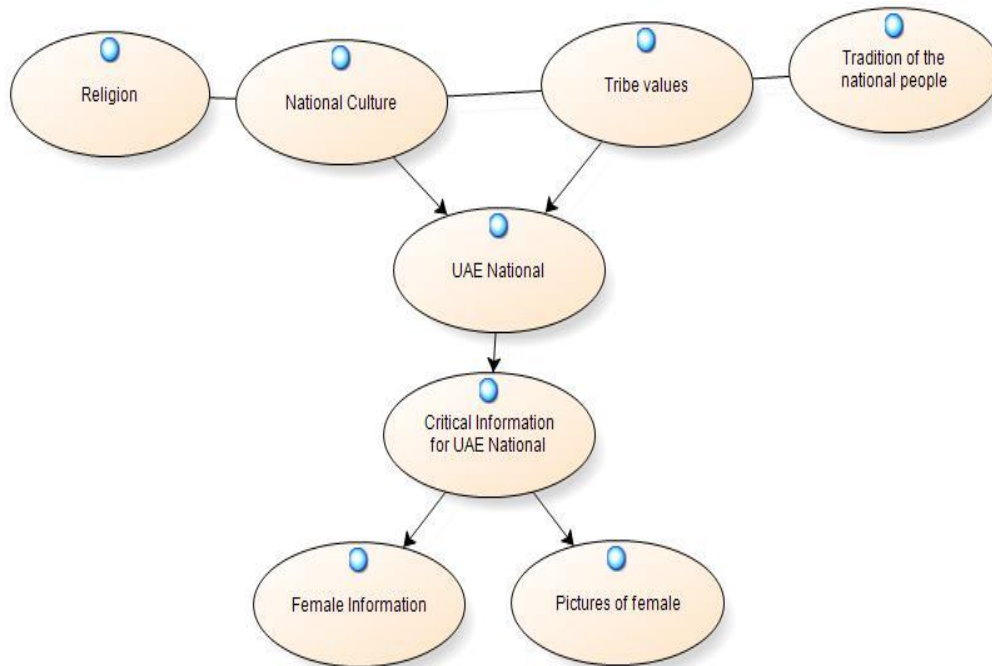 Religion
National Culture
Tribe values
Tradition of the
national people
UAE National
Critical Information
for UAE National
Female Information
Pictures of female